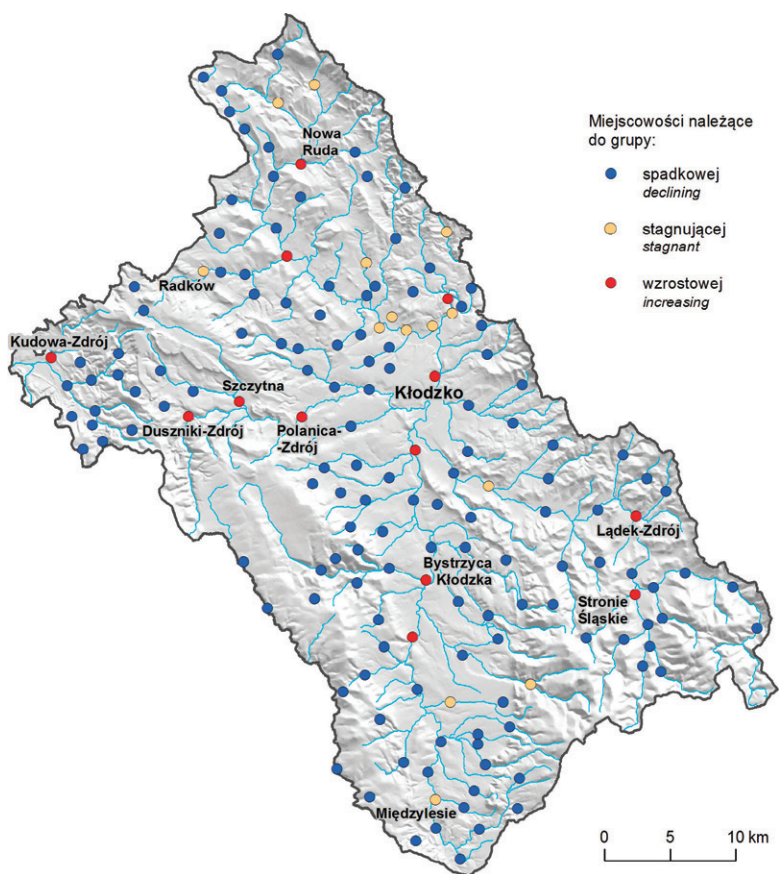 Miejscowości należące
do grupy:
spadkowej
declining
stagnującej
stagnant
wzrostowej
increasing
Nowa
Ruda
Radków
Kudowa-Zdrój
Szczytna
Kłodzko
Duszniki-Zdrój
Polanica-
-Zdrój
Lądek-Zdrój
Bystrzyca
Kłodzka
Stronie
Śląskie
Międzylesie
0 5 10 km